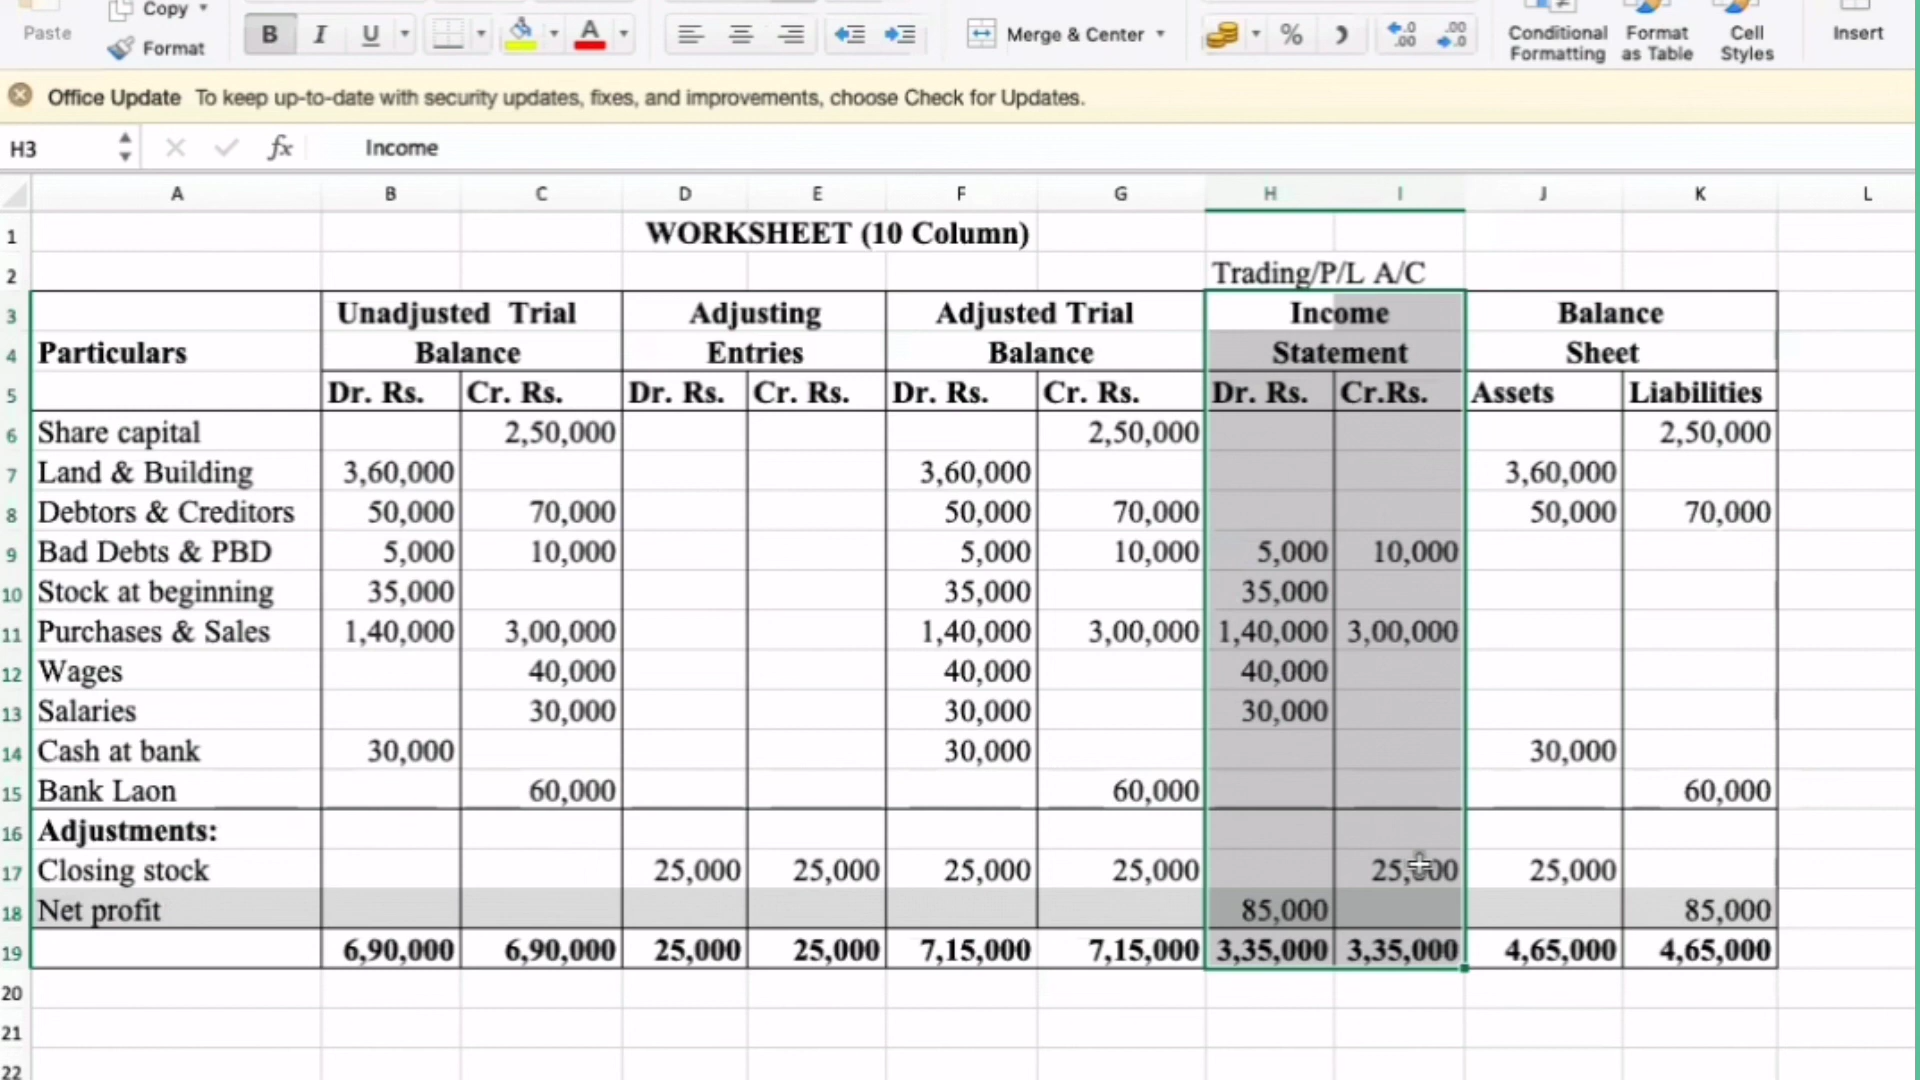 Paste
Copy
Format
B I U
A
Merge & Center
%
Conditional Formatting
Format as Table
Cell Styles
Insert
Office Update To keep up-to-date with security updates, fixes, and improvements, choose Check for Updates.
H3 fx Income
A B C D E F G H I J K L
1 WORKSHEET (10 Column)
2 Trading/P/L A/C
3 Unadjusted Trial Adjusting Adjusted Trial Income Balance
4 Particulars Balance Entries Balance Statement Sheet
5 Dr. Rs. Cr. Rs. Dr. Rs. Cr. Rs. Dr. Rs. Cr. Rs. Dr. Rs. Cr.Rs. Assets Liabilities
6 Share capital 2,50,000 2,50,000 2,50,000
7 Land & Building 3,60,000 3,60,000 3,60,000
8 Debtors & Creditors 50,000 70,000 50,000 70,000 50,000 70,000
9 Bad Debts & PBD 5,000 10,000 5,000 10,000 5,000 10,000
10 Stock at beginning 35,000 35,000 35,000
11 Purchases & Sales 1,40,000 3,00,000 1,40,000 3,00,000 1,40,000 3,00,000
12 Wages 40,000 40,000 40,000
13 Salaries 30,000 30,000 30,000
14 Cash at bank 30,000 30,000 30,000
15 Bank Laon 60,000 60,000 60,000
16 Adjustments:
17 Closing stock 25,000 25,000 25,000 25,000 25,000 25,000
18 Net profit 85,000 85,000
19 6,90,000 6,90,000 25,000 25,000 7,15,000 7,15,000 3,35,000 3,35,000 4,65,000 4,65,000
20
21
22